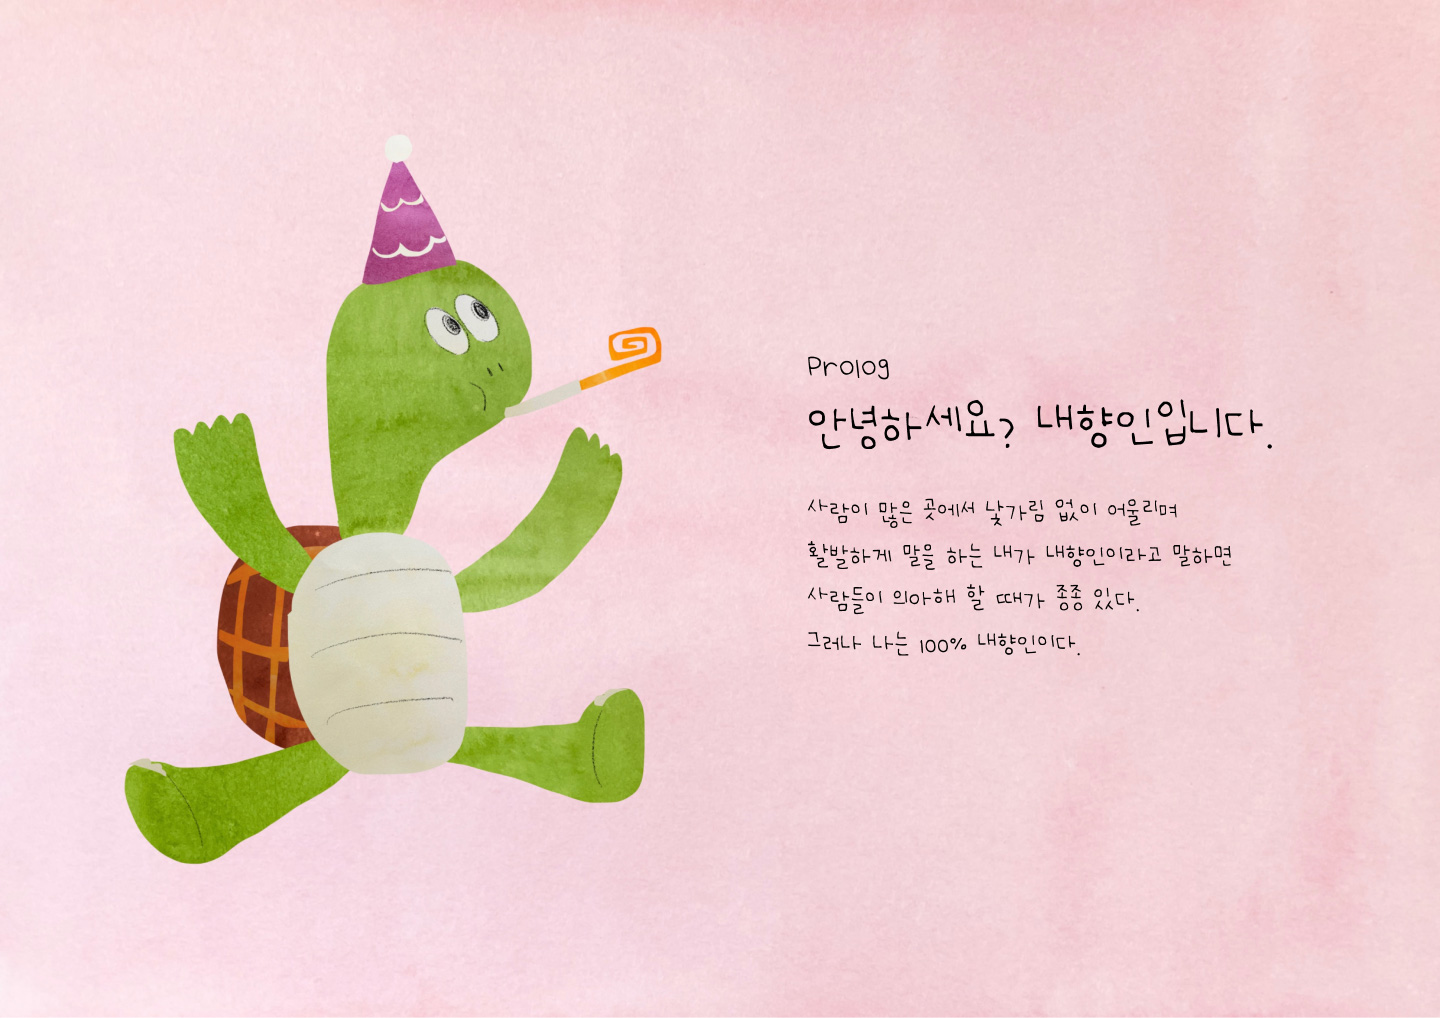 Prolog
안녕하세요? 내향인입니다.
사람이 많은 곳에서 낯가림 없이 어울리며
활발하게 말을 하는 내가 내향인이라고 말하면
사람들이 의아해 할 때가 종종 있다.
그러나 나는 100% 내향인이다.